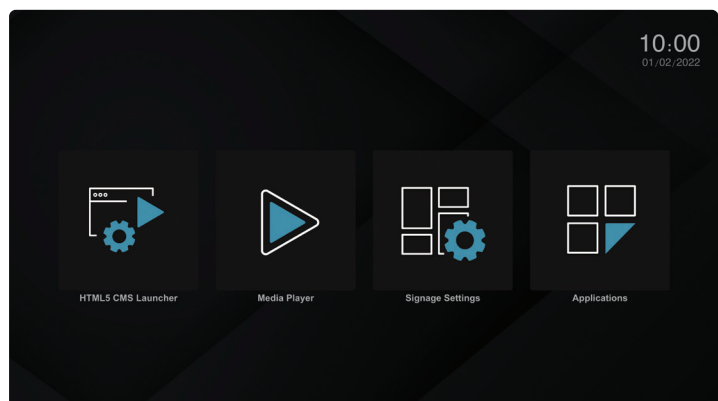 10:00
01/02/2022
HTML5 CMS Launcher
Media Player
Signage Settings
Applications